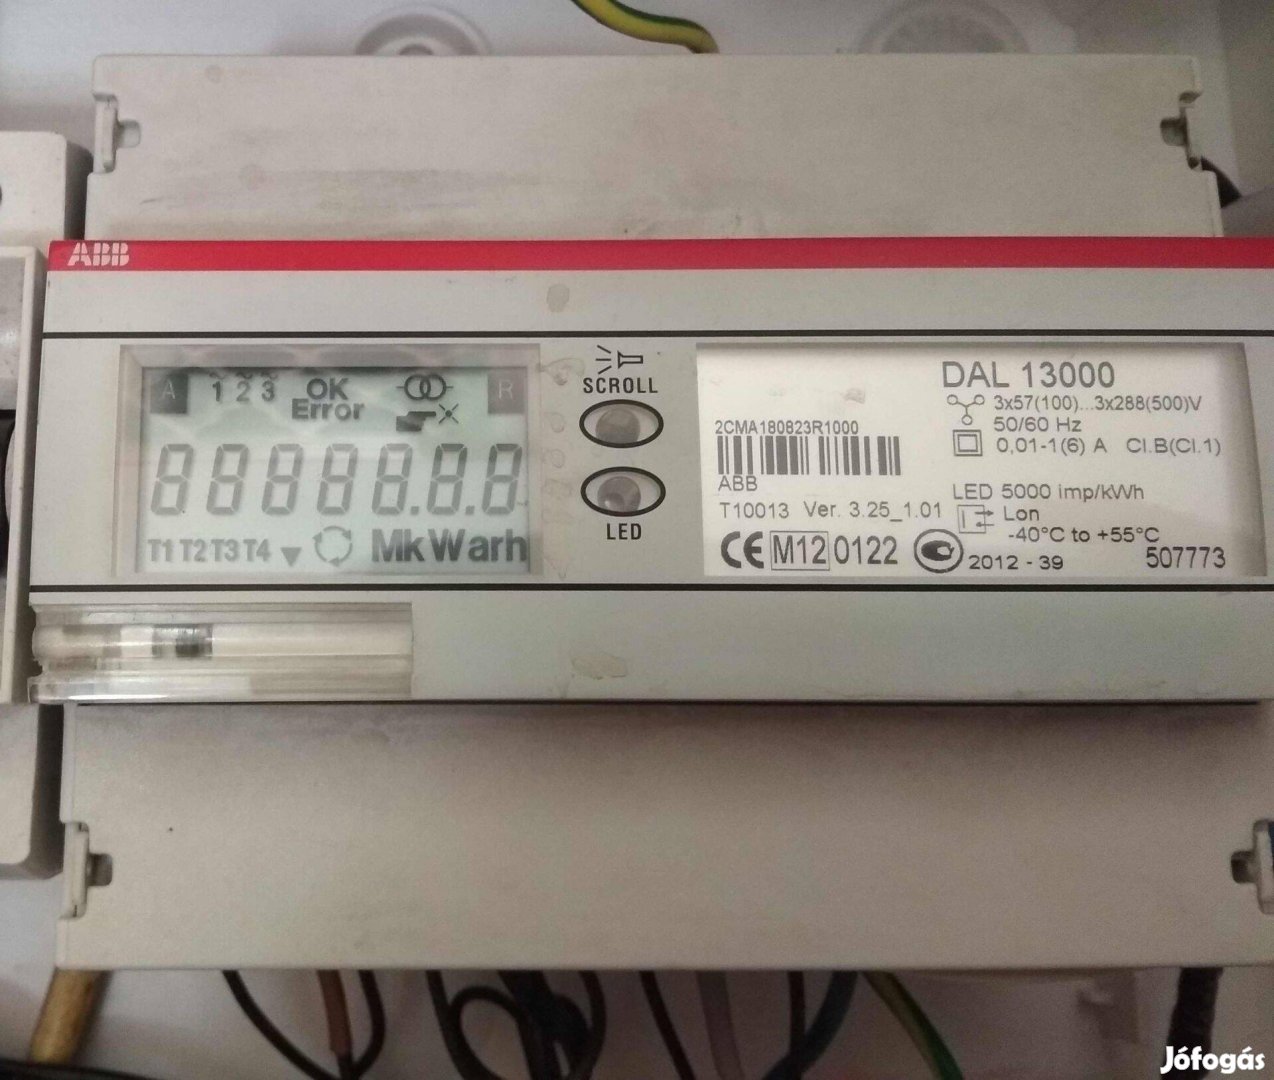 ABB
A 1 2 3 OK R
Error
88888.8.8
T1 T2 T3 T4 MkWarh
SCROLL
LED
DAL 13000
3x57(100)...3x288(500)V
50/60 Hz
0,01-1(6) A Cl.B(Cl.1)
2CMA180823R1000
ABB
T10013 Ver. 3.25_1.01
LED 5000 imp/kWh
Lon
-40°C to +55°C
CE M12 0122 2012 - 39 507773
Jófogás